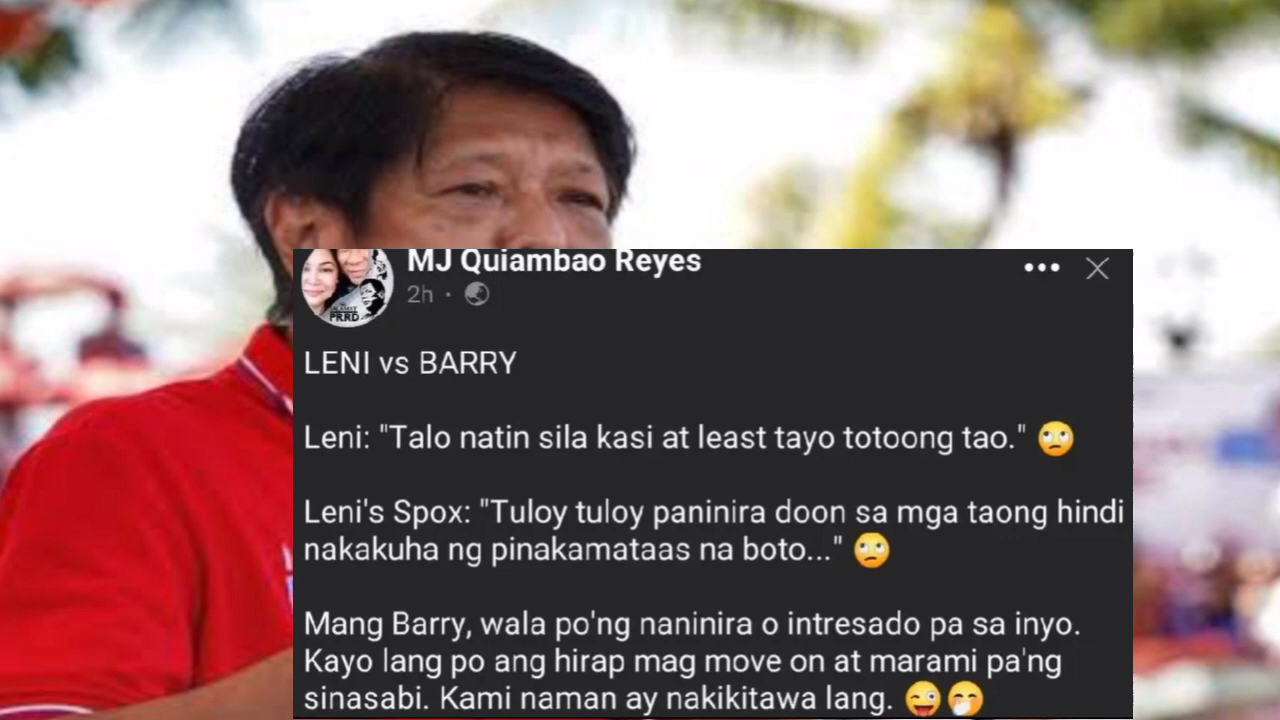 MJ Quiambao Reyes
2h ·
PRRD
LENI vs BARRY
Leni: "Talo natin sila kasi at least tayo totoong tao." 🙄
Leni's Spox: "Tuloy tuloy paninira doon sa mga taong hindi
nakakuha ng pinakamataas na boto..." 🙄
Mang Barry, wala po'ng naninira o intresado pa sa inyo.
Kayo lang po ang hirap mag move on at marami pa'ng
sinasabi. Kami naman ay nakikitawa lang. 😜🤭